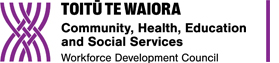 TOITŪ TE WAIORA
Community, Health, Education
and Social Services
Workforce Development Council